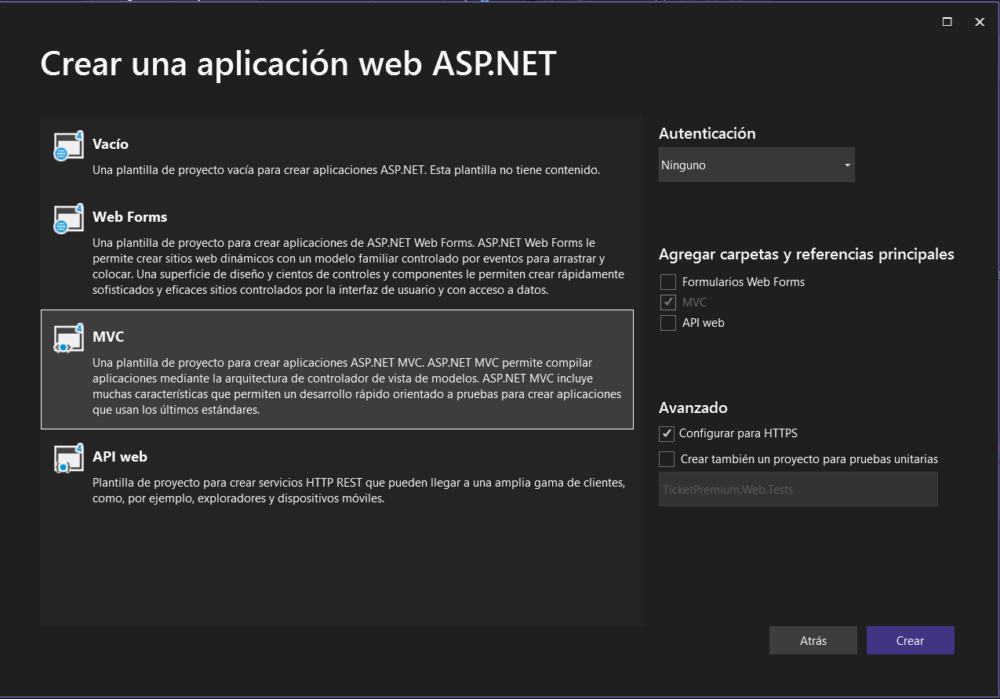 Crear una aplicación web ASP.NET
Vacío
Una plantilla de proyecto vacía para crear aplicaciones ASP.NET. Esta plantilla no tiene contenido.
Web Forms
Una plantilla de proyecto para crear aplicaciones de ASP.NET Web Forms. ASP.NET Web Forms le
permite crear sitios web dinámicos con un modelo familiar controlado por eventos para arrastrar y
colocar. Una superficie de diseño y cientos de controles y componentes le permiten crear rápidamente
sofisticados y eficaces sitios controlados por la interfaz de usuario y con acceso a datos.
MVC
Una plantilla de proyecto para crear aplicaciones ASP.NET MVC. ASP.NET MVC permite compilar
aplicaciones mediante la arquitectura de controlador de vista de modelos. ASP.NET MVC incluye
muchas características que permiten un desarrollo rápido orientado a pruebas para crear aplicaciones
que usan los últimos estándares.
API web
Plantilla de proyecto para crear servicios HTTP REST que pueden llegar a una amplia gama de clientes,
como, por ejemplo, exploradores y dispositivos móviles.
Autenticación
Ninguno
Agregar carpetas y referencias principales
Formularios Web Forms
MVC
API web
Avanzado
Configurar para HTTPS
Crear también un proyecto para pruebas unitarias
TicketPremium.Web.Tests
Atrás
Crear